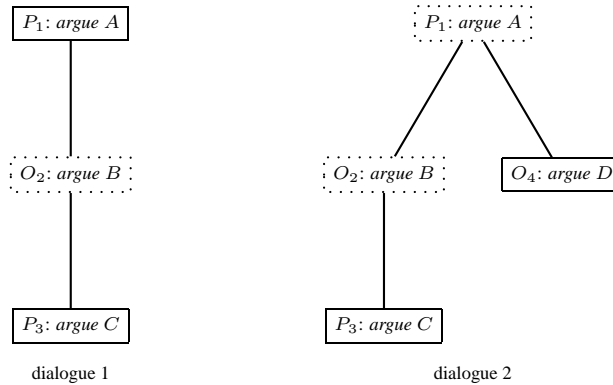 P₁: argue A
O₂: argue B
P₃: argue C
dialogue 1
P₁: argue A
O₂: argue B
O₄: argue D
P₃: argue C
dialogue 2